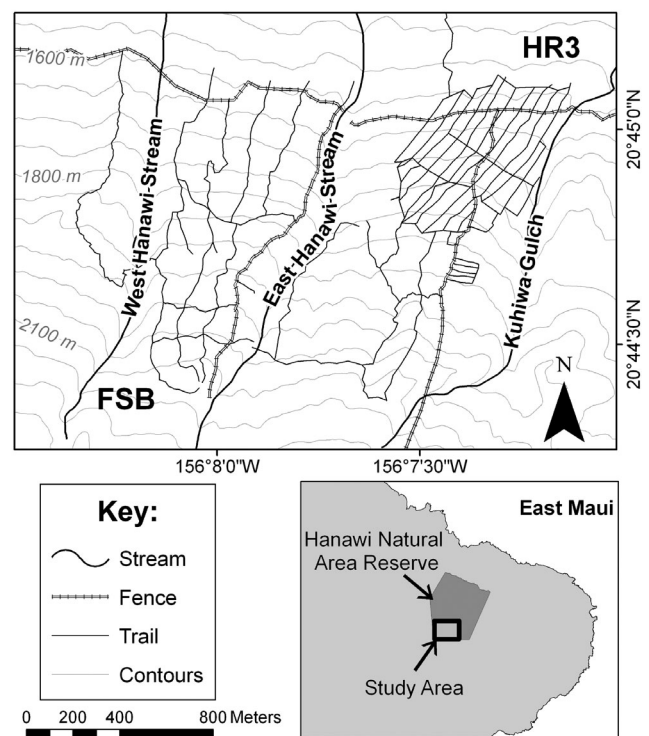 HR3
1600 m
1800 m
2100 m
West Hanawi Stream
East Hanawi Stream
Kuhiwa Gulch
FSB
N
20°45'0"N
20°44'30"N
156°8'0"W
156°7'30"W
Key:
Stream
Fence
Trail
Contours
0 200 400 800 Meters
East Maui
Hanawi Natural
Area Reserve
Study Area